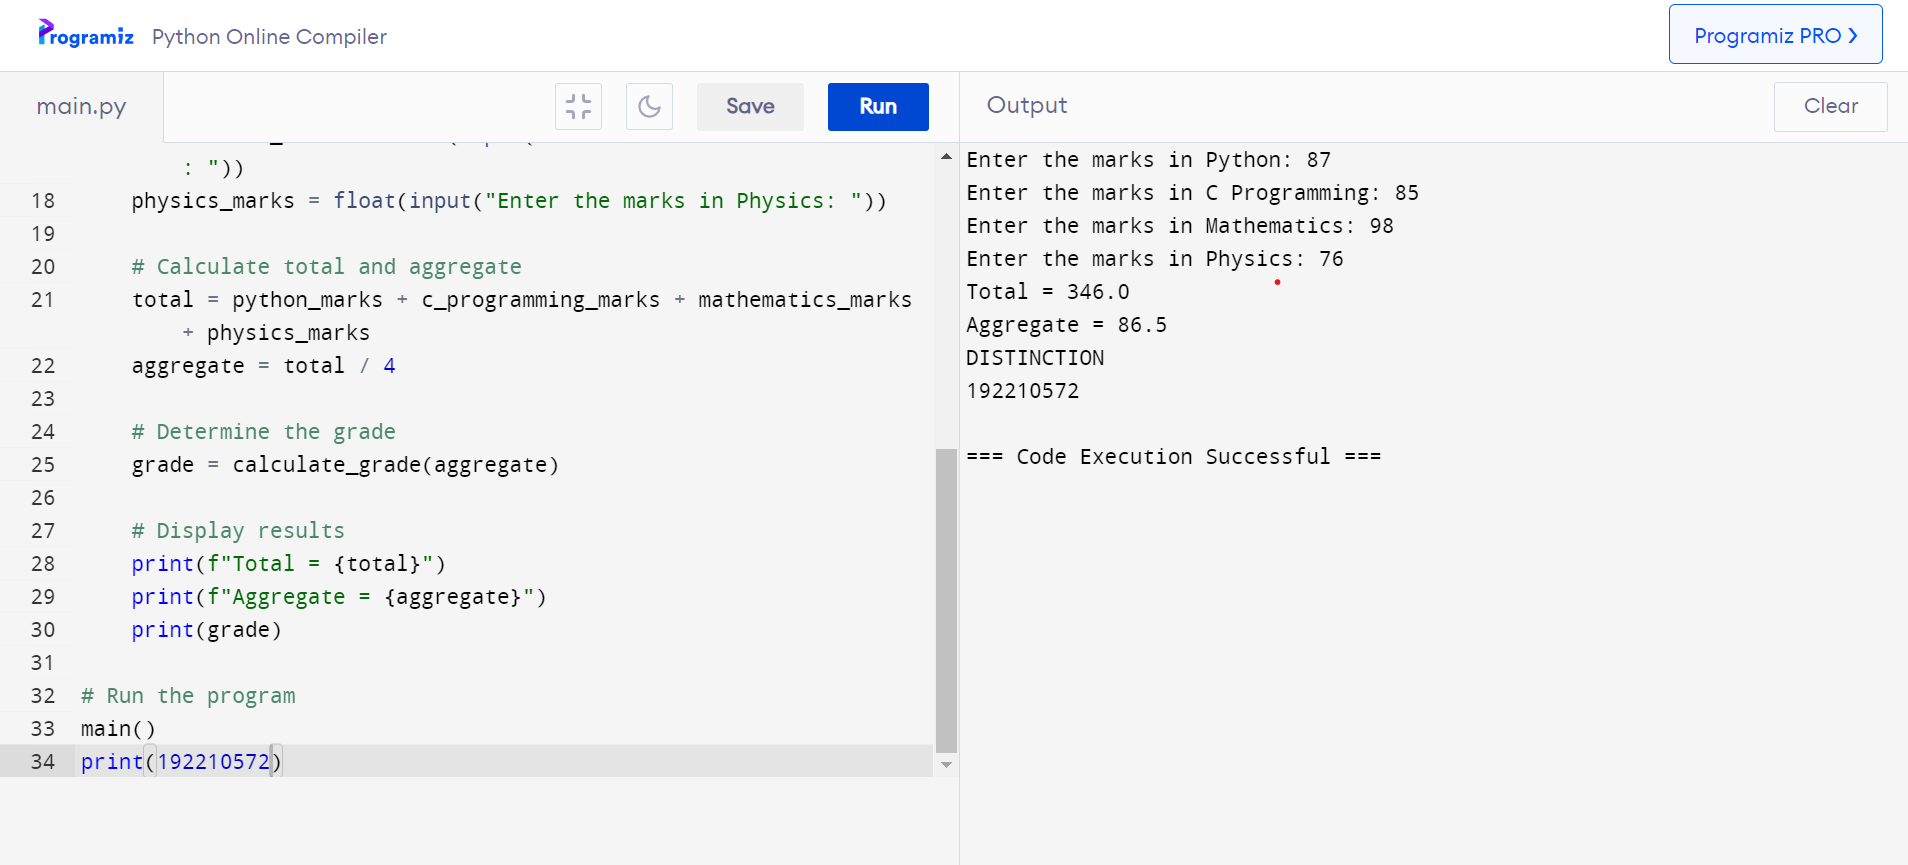 Programiz Python Online Compiler
Programiz PRO ❯
main.py
Save
Run
: "))
18 physics_marks = float(input("Enter the marks in Physics: "))
19
20 # Calculate total and aggregate
21 total = python_marks + c_programming_marks + mathematics_marks
+ physics_marks
22 aggregate = total / 4
23
24 # Determine the grade
25 grade = calculate_grade(aggregate)
26
27 # Display results
28 print(f"Total = {total}")
29 print(f"Aggregate = {aggregate}")
30 print(grade)
31
32 # Run the program
33 main()
34 print(192210572)
Output
Clear
Enter the marks in Python: 87
Enter the marks in C Programming: 85
Enter the marks in Mathematics: 98
Enter the marks in Physics: 76
Total = 346.0
Aggregate = 86.5
DISTINCTION
192210572
=== Code Execution Successful ===